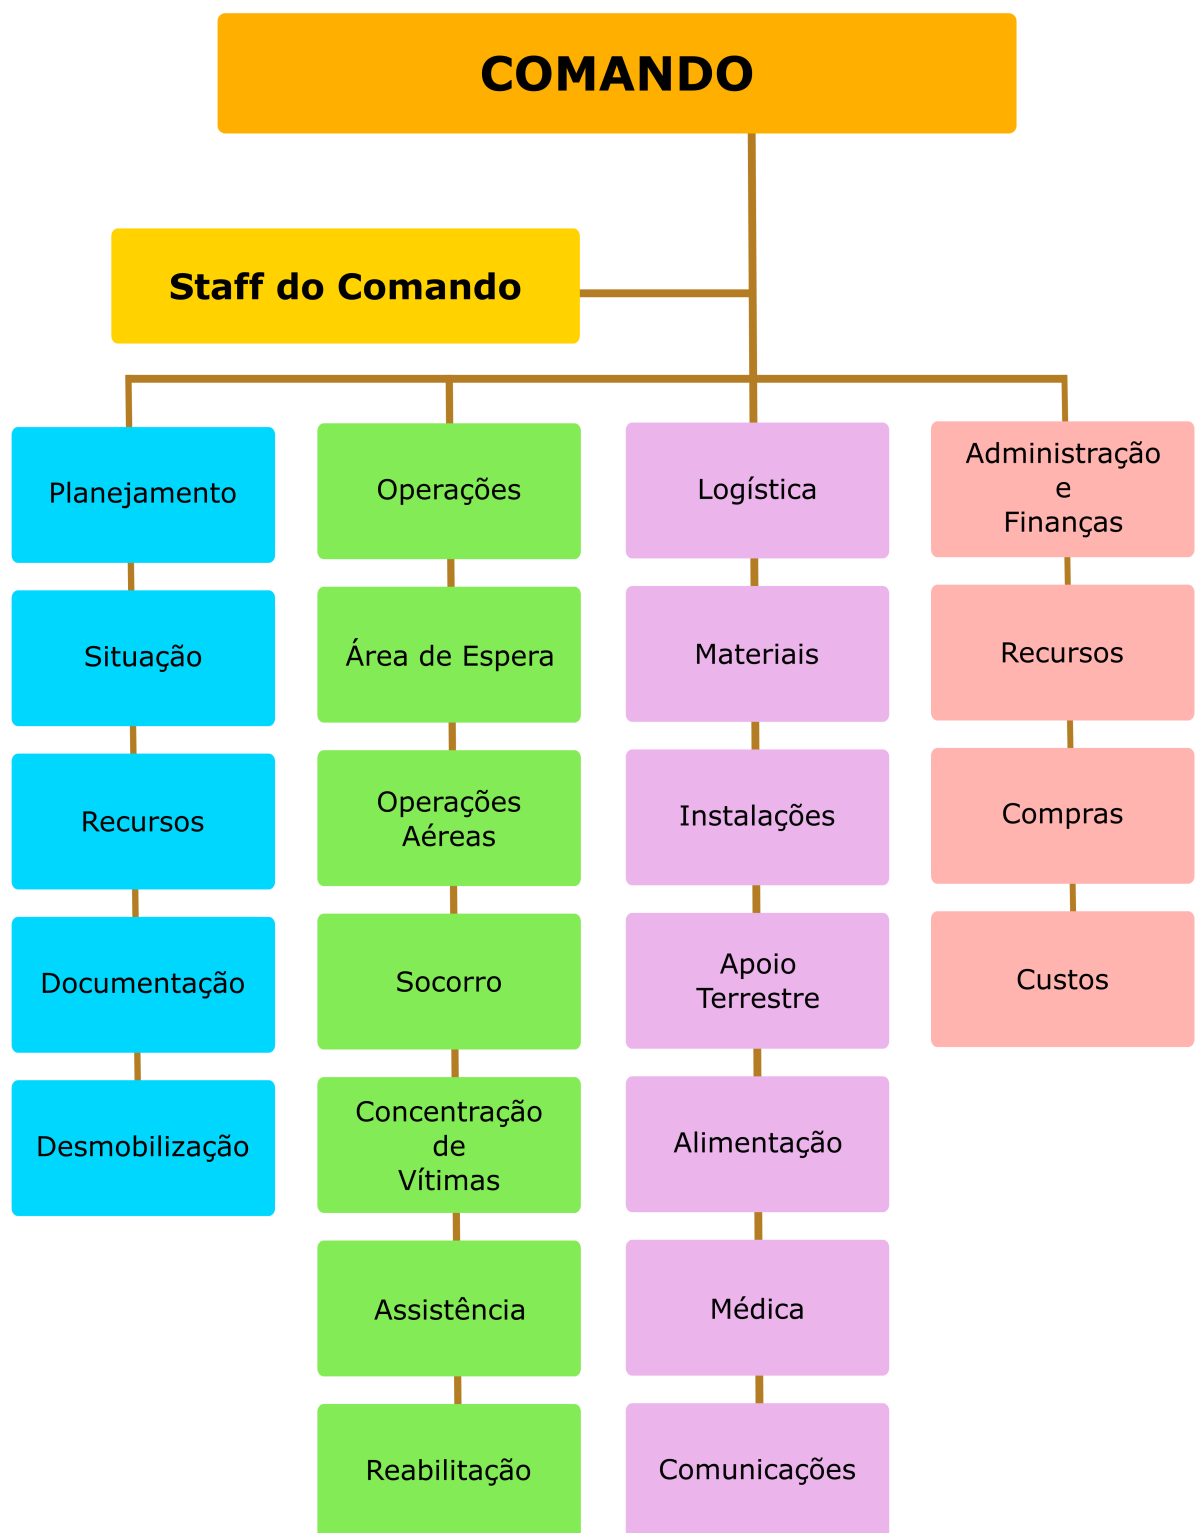 COMANDO
Staff do Comando
Planejamento
Situação
Recursos
Documentação
Desmobilização
Operações
Área de Espera
Operações
Aéreas
Socorro
Concentração
de
Vítimas
Assistência
Reabilitação
Logística
Materiais
Instalações
Apoio
Terrestre
Alimentação
Médica
Comunicações
Administração
e
Finanças
Recursos
Compras
Custos